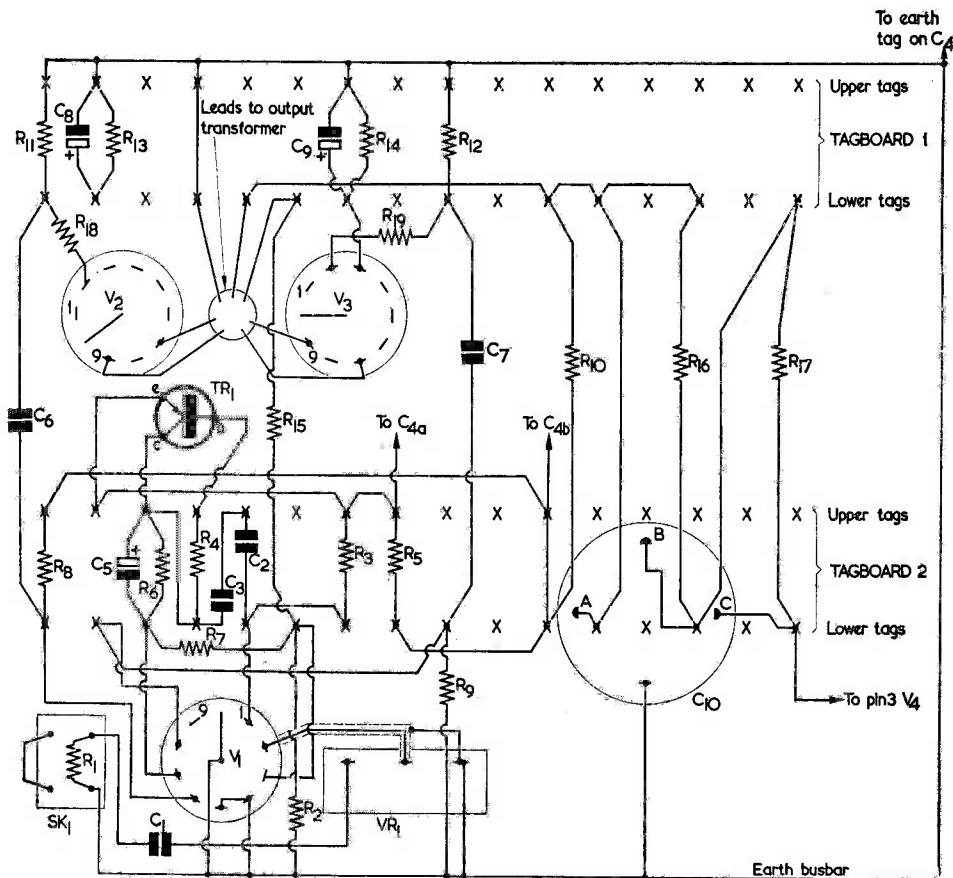 To earth
tag on C4
Upper tags
C8
R11
R13
Leads to output
transformer
C9
R14
R12
TAGBOARD 1
+
+
Lower tags
R18
R19
1
V2
9
1
V3
9
C7
R10
R16
R17
e
TR1
b
c
C6
R15
To C4a
To C4b
Upper tags
R8
C5
+
R6
R4
C3
C2
R3
R5
B
TAGBOARD 2
A
C
R7
Lower tags
R9
C10
To pin3 V4
9
1
V1
R1
SK1
C1
R2
VR1
Earth busbar